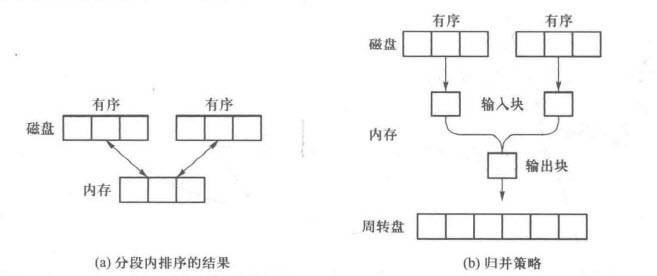 有序 有序
磁盘
内存
(a) 分段内排序的结果
有序 有序
磁盘
输入块
内存
输出块
周转盘
(b) 归并策略